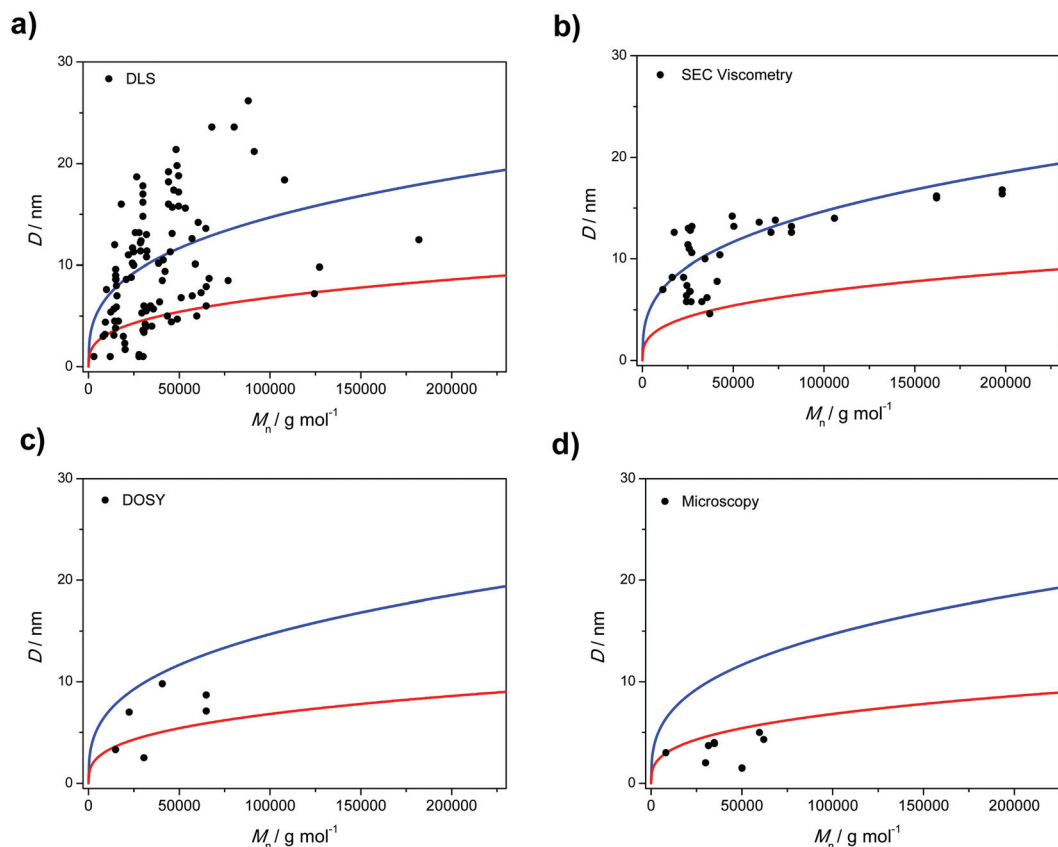 a)
30
20
10
0
D / nm
DLS
0 50000 100000 150000 200000
Mn / g mol⁻¹
b)
30
20
10
0
D / nm
SEC Viscometry
0 50000 100000 150000 200000
Mn / g mol⁻¹
c)
30
20
10
0
D / nm
DOSY
0 50000 100000 150000 200000
Mn / g mol⁻¹
d)
30
20
10
0
D / nm
Microscopy
0 50000 100000 150000 200000
Mn / g mol⁻¹